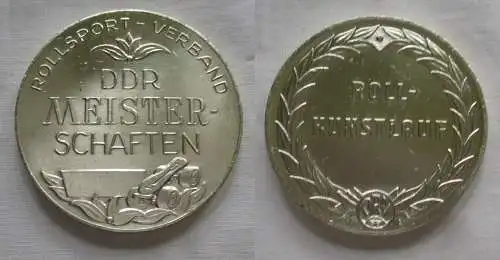 ROLLSPORT - VERBAND
DDR
MEISTER-
SCHAFTEN
ROLL-
KUNSTLAUF